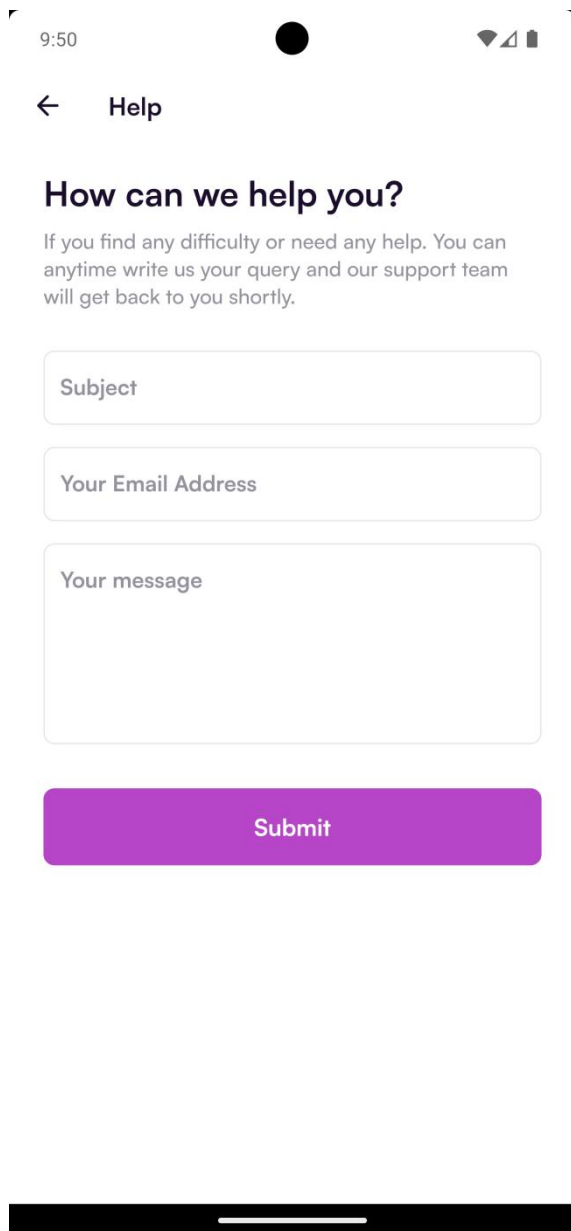 9:50
Help
How can we help you?
If you find any difficulty or need any help. You can
anytime write us your query and our support team
will get back to you shortly.
Subject
Your Email Address
Your message
Submit